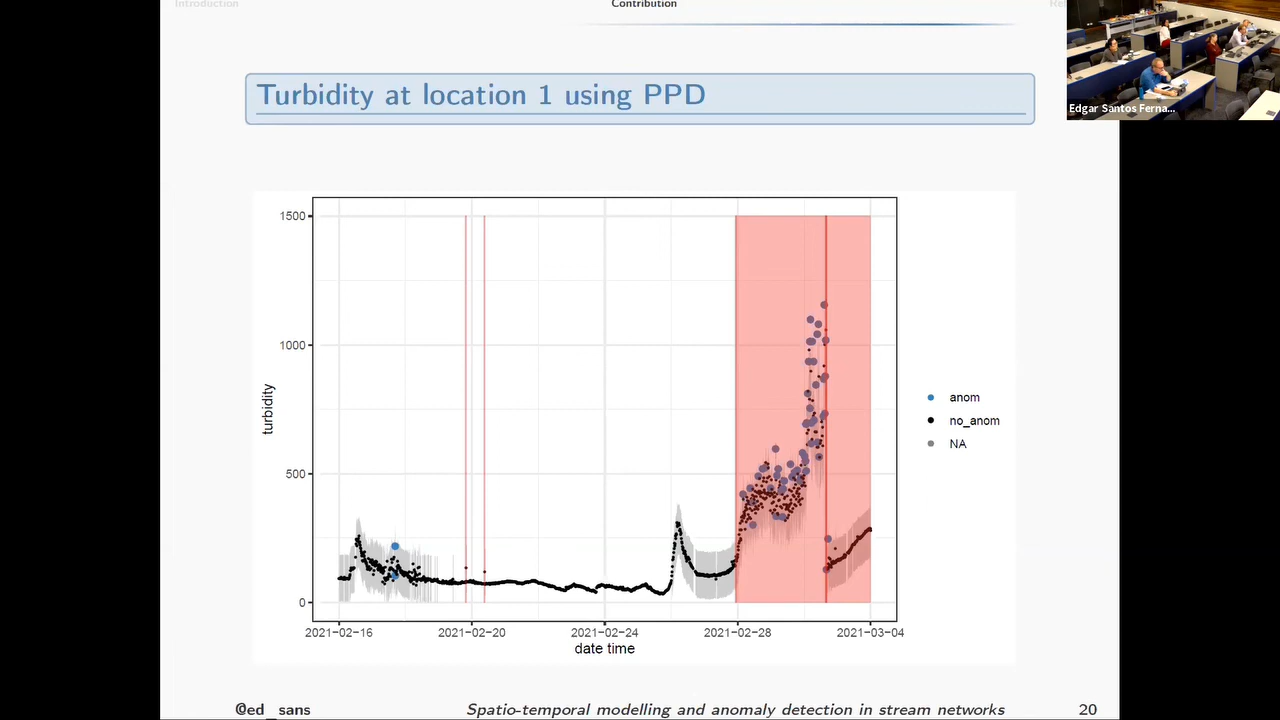 Introduction
Contribution
Turbidity at location 1 using PPD
Edgar Santos Ferna...
1500
1000
500
0
turbidity
2021-02-16
2021-02-20
2021-02-24
2021-02-28
2021-03-04
date time
anom
no_anom
NA
@ed_sans
Spatio-temporal modelling and anomaly detection in stream networks
20